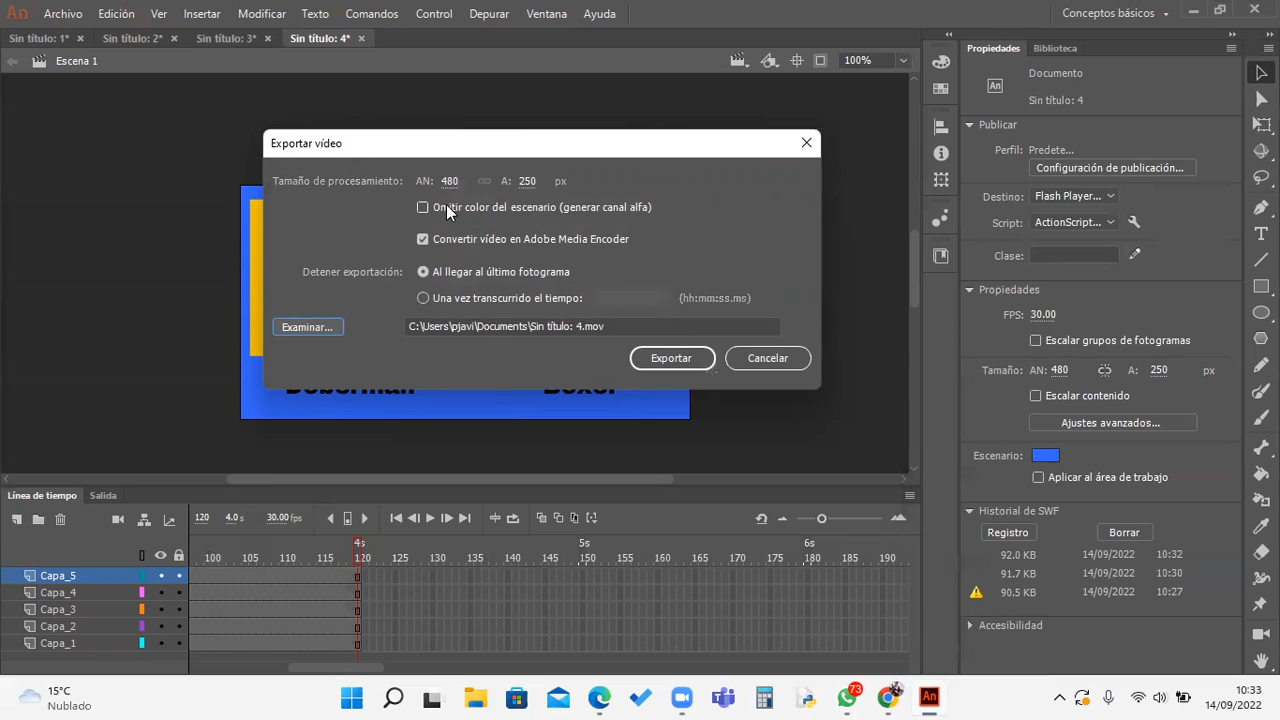 An Archivo Edición Ver Insertar Modificar Texto Comandos Control Depurar Ventana Ayuda Conceptos básicos
Sin título: 1* Sin título: 2* Sin título: 3* Sin título: 4*
Escena 1 100%
Propiedades Biblioteca
An Documento
Sin título: 4
Publicar
Perfil: Predete...
Configuración de publicación...
Destino: Flash Player...
Script: ActionScript...
Clase:
Propiedades
FPS: 30.00
Escalar grupos de fotogramas
Tamaño: AN: 480 A: 250 px
Escalar contenido
Ajustes avanzados...
Escenario:
Aplicar al área de trabajo
Historial de SWF
Registro Borrar
92.0 KB 14/09/2022 10:32
91.7 KB 14/09/2022 10:30
90.5 KB 14/09/2022 10:27
Accesibilidad
Exportar vídeo
Tamaño de procesamiento: AN: 480 A: 250 px
Omitir color del escenario (generar canal alfa)
Convertir vídeo en Adobe Media Encoder
Detener exportación: Al llegar al último fotograma
Una vez transcurrido el tiempo: (hh:mm:ss.ms)
Examinar... C:\Users\pjavi\Documents\Sin título: 4.mov
Exportar Cancelar
Doberman Boxer
Línea de tiempo Salida
120 4.0 s 30.00 fps
4s 5s 6s
100 105 110 115 120 125 130 135 140 145 150 155 160 165 170 175 180 185 190
Capa_5
Capa_4
Capa_3
Capa_2
Capa_1
15°C
Nublado
73
An
10:33
14/09/2022